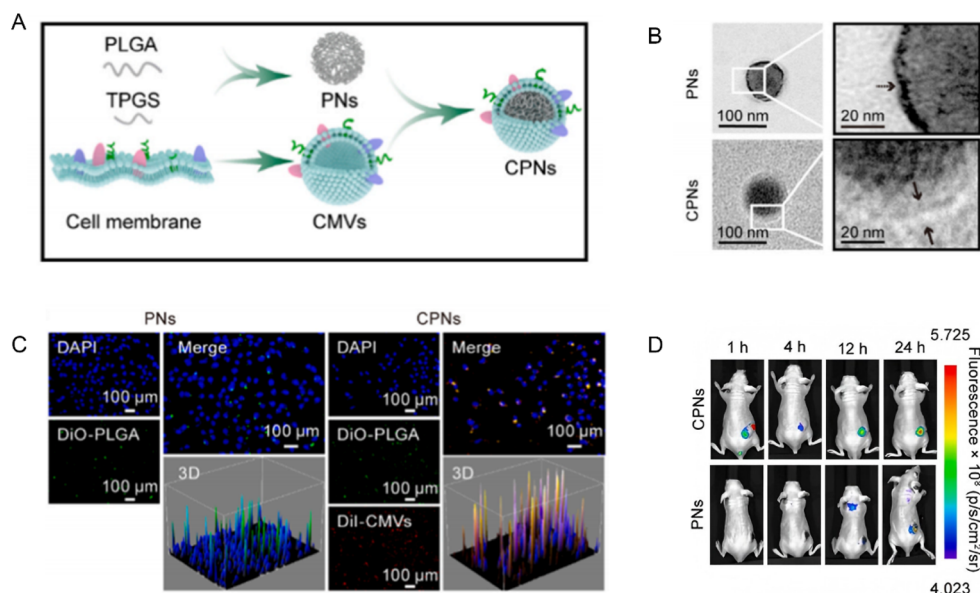 A
PLGA
TPGS
Cell membrane
PNs
CMVs
CPNs
B
PNs
100 nm
20 nm
CPNs
100 nm
20 nm
C
PNs
CPNs
DAPI
100 µm
Merge
100 µm
DAPI
100 µm
Merge
100 µm
DiO-PLGA
100 µm
3D
DiO-PLGA
100 µm
3D
DiI-CMVs
100 µm
D
1 h
4 h
12 h
24 h
5.725
CPNs
PNs
Fluorescence × 10⁸ (p/s/cm²/sr)
4.023